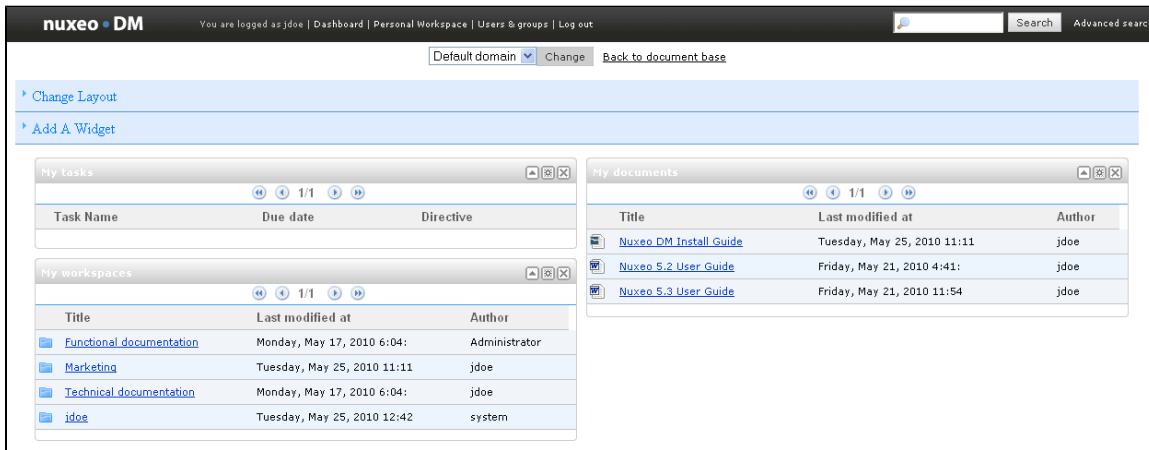 nuxeo DM You are logged as jdoe | Dashboard | Personal Workspace | Users & groups | Log out Search Advanced searc
Default domain Change Back to document base
Change Layout
Add A Widget
My tasks
1/1
Task Name Due date Directive
My workspaces
1/1
Title Last modified at Author
Functional documentation Monday, May 17, 2010 6:04: Administrator
Marketing Tuesday, May 25, 2010 11:11 jdoe
Technical documentation Monday, May 17, 2010 6:04: jdoe
jdoe Tuesday, May 25, 2010 12:42 system
My documents
1/1
Title Last modified at Author
Nuxeo DM Install Guide Tuesday, May 25, 2010 11:11 jdoe
Nuxeo 5.2 User Guide Friday, May 21, 2010 4:41: jdoe
Nuxeo 5.3 User Guide Friday, May 21, 2010 11:54 jdoe